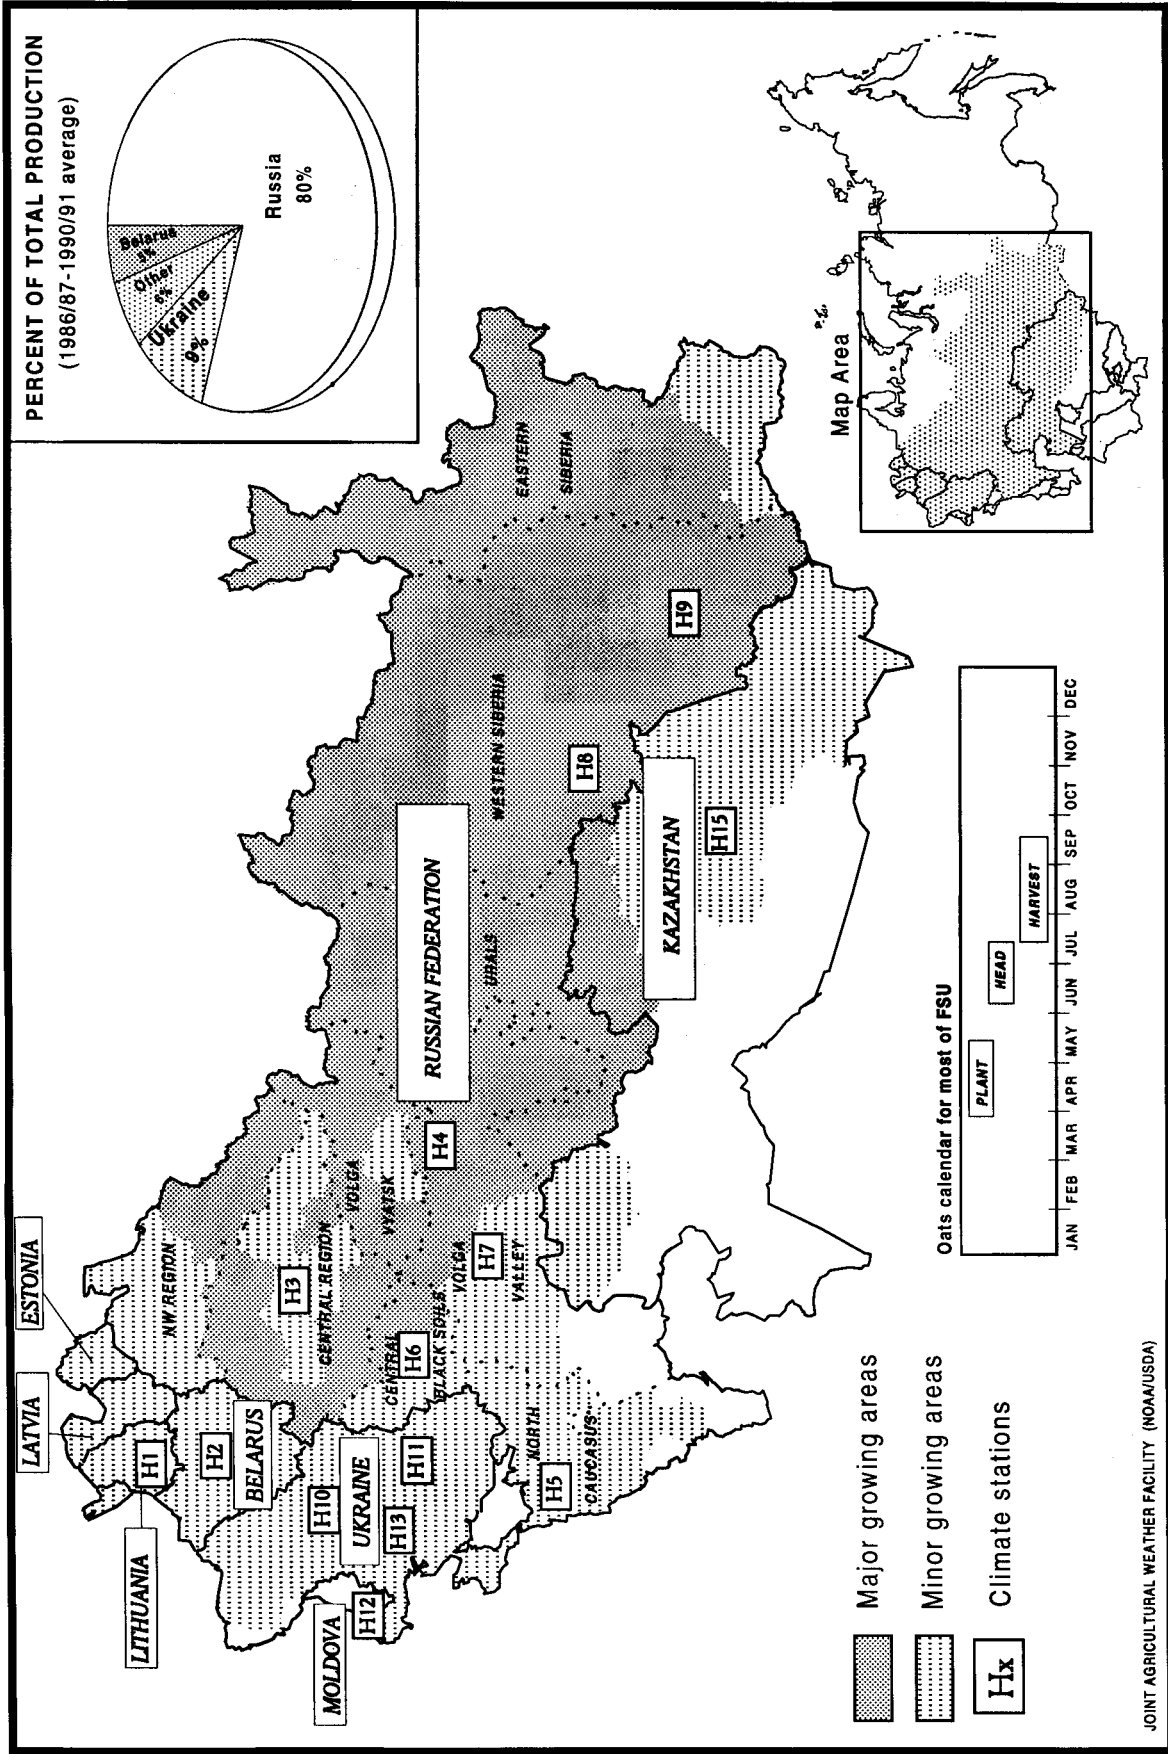 PERCENT OF TOTAL PRODUCTION
(1986/87-1990/91 average)
Belarus
5%
Other
6%
Ukraine
9%
Russia
80%
ESTONIA
LATVIA
LITHUANIA
H1
H2
BELARUS
NW REGION
H3
CENTRAL REGION
VOLGA
VYATSK
H4
RUSSIAN FEDERATION
URALS
WESTERN SIBERIA
EASTERN
SIBERIA
MOLDOVA
H12
H10
UKRAINE
H13
H11
CENTRAL
H6
BLACK SOILS
VOLGA
H7
VALLEY
NORTH
H5
CAUCASUS
H8
H9
KAZAKHSTAN
H15
Map Area
Major growing areas
Minor growing areas
Hx
Climate stations
Oats calendar for most of FSU
PLANT
HEAD
HARVEST
JAN FEB MAR APR MAY JUN JUL AUG SEP OCT NOV DEC
JOINT AGRICULTURAL WEATHER FACILITY (NOAA/USDA)